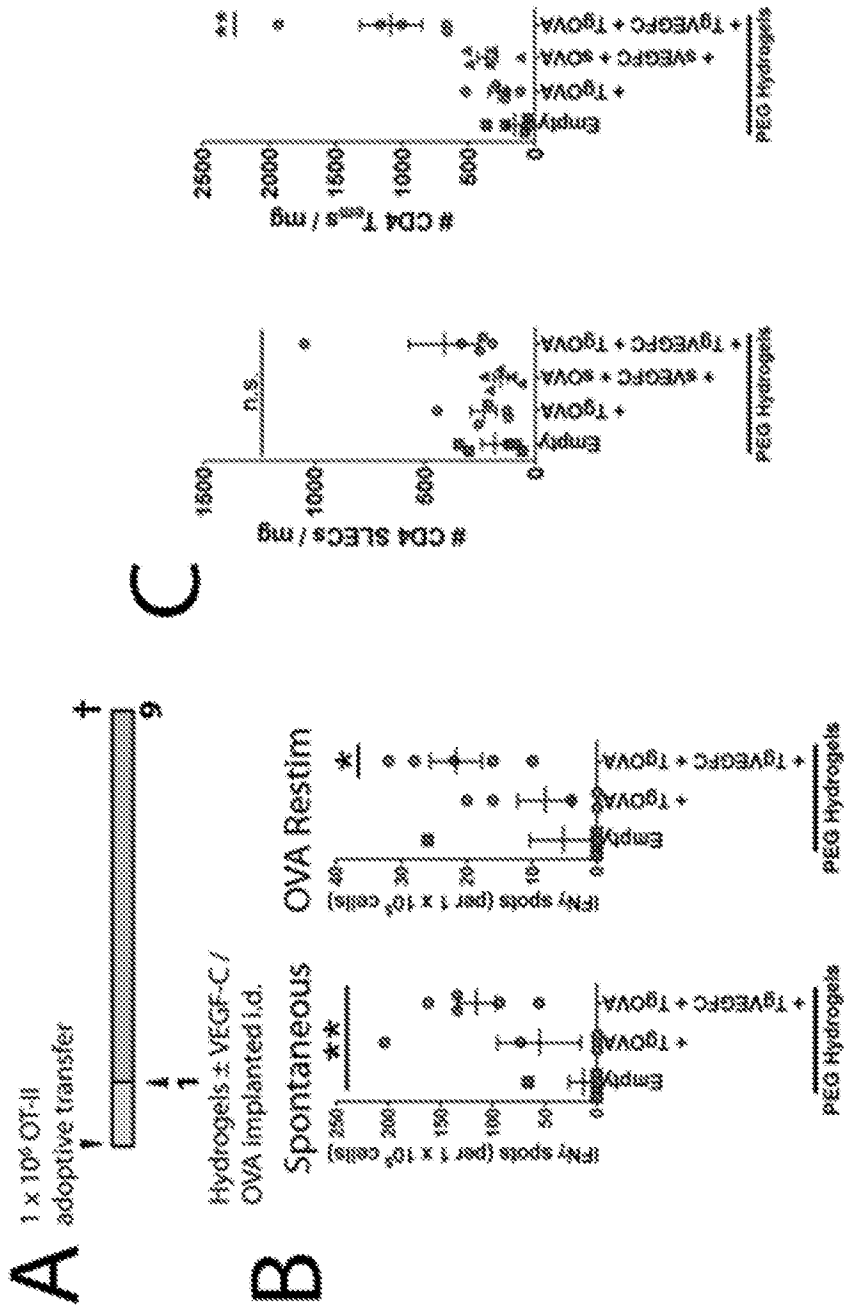 A
1 x 10⁶ OT-II
adoptive transfer
1
9
†
Hydrogels ± VEGF-C /
OVA implanted i.d.
B
Spontaneous
IFNγ spots (per 1 x 10⁶ cells)
250
200
150
100
50
0
**
Empty
+ TgOVA
+ TgVEGFC + TgOVA
PEG Hydrogels
OVA Restim
IFNγ spots (per 1 x 10⁶ cells)
40
30
20
10
0
*
Empty
+ TgOVA
+ TgVEGFC + TgOVA
PEG Hydrogels
C
# CD4 SLECs / mg
1500
1000
500
0
n.s.
Empty
+ TgOVA
+ sVEGFC + sOVA
+ TgVEGFC + TgOVA
PEG Hydrogels
# CD4 Tems / mg
2500
2000
1500
1000
500
0
**
Empty
+ TgOVA
+ sVEGFC + sOVA
+ TgVEGFC + TgOVA
PEG Hydrogels